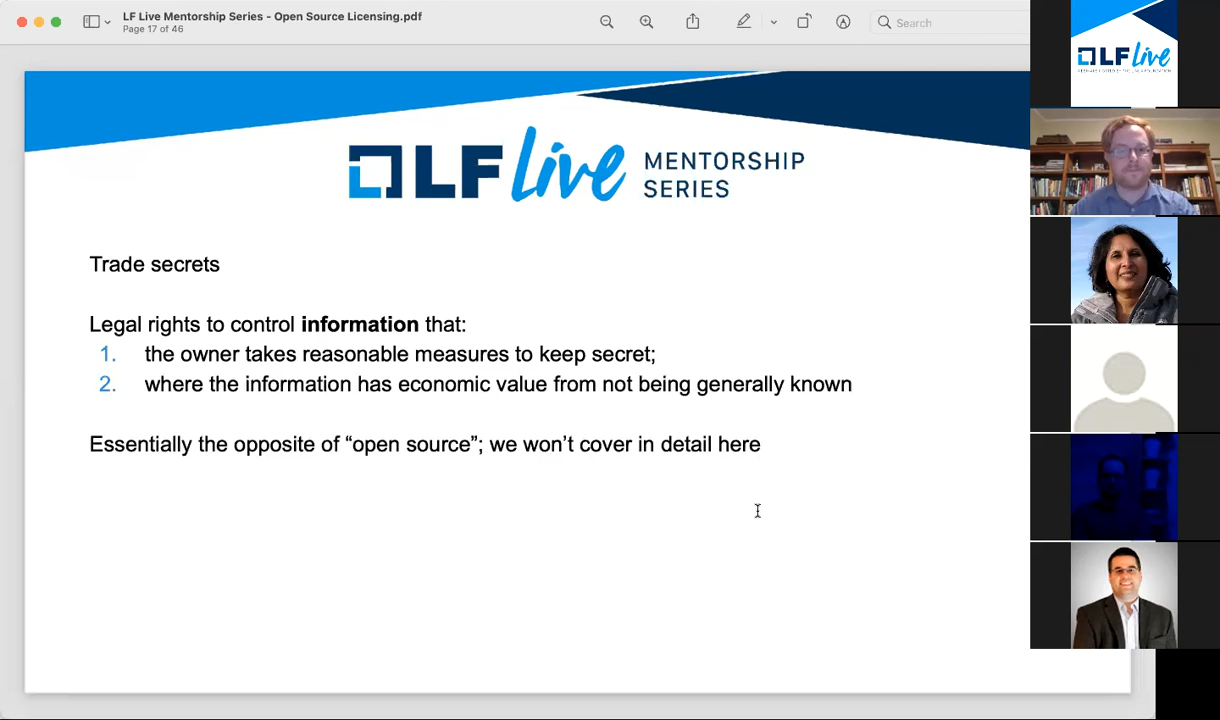 LF Live Mentorship Series - Open Source Licensing.pdf
Page 17 of 46
Search
LF Live MENTORSHIP SERIES
Trade secrets
Legal rights to control information that:
1. the owner takes reasonable measures to keep secret;
2. where the information has economic value from not being generally known
Essentially the opposite of “open source”; we won’t cover in detail here
LF Live